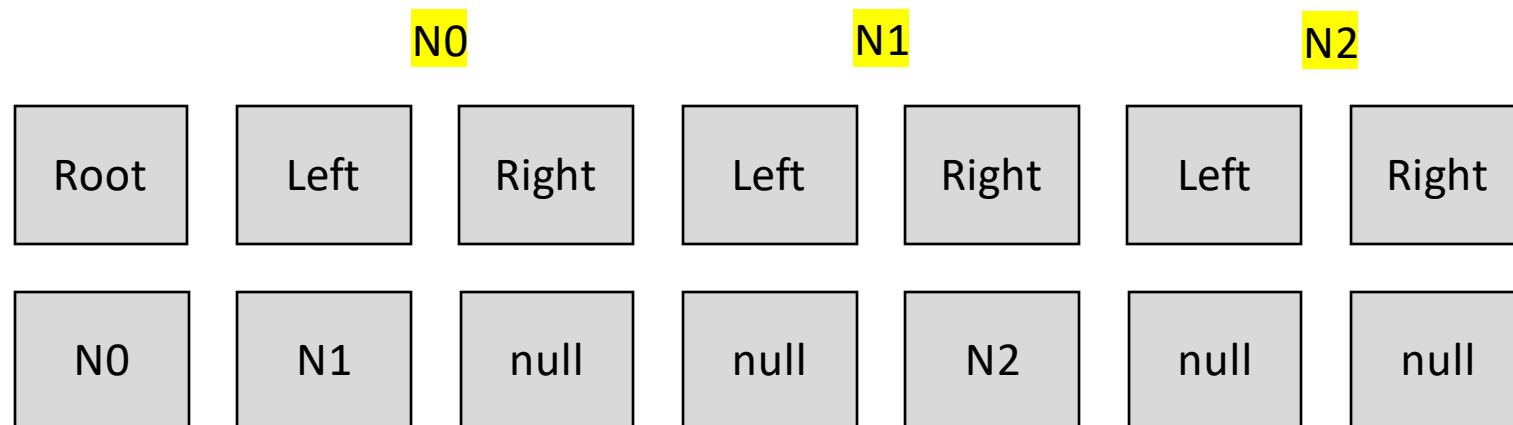 N0 N1 N2
Root Left Right Left Right Left Right
N0 N1 null null N2 null null